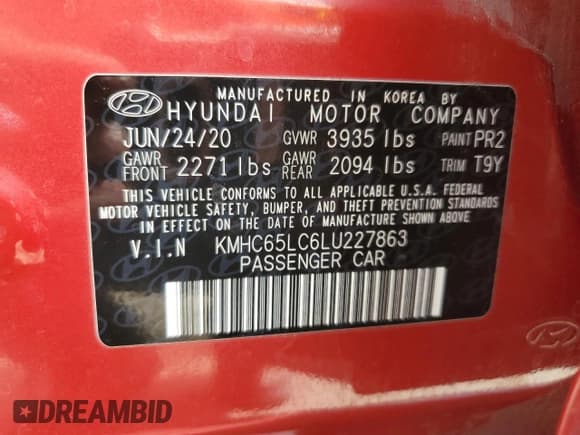 MANUFACTURED IN KOREA BY
HYUNDAI MOTOR COMPANY
JUN/24/20 GVWR 3935 lbs PAINT PR2
GAWR FRONT 2271 lbs GAWR REAR 2094 lbs TRIM T9Y
THIS VEHICLE CONFORMS TO ALL APPLICABLE U.S.A. FEDERAL
MOTOR VEHICLE SAFETY, BUMPER, AND THEFT PREVENTION STANDARDS
IN EFFECT ON THE DATE OF MANUFACTURE SHOWN ABOVE
V.I.N KMHC65LC6LU227863
PASSENGER CAR
DREAMBID